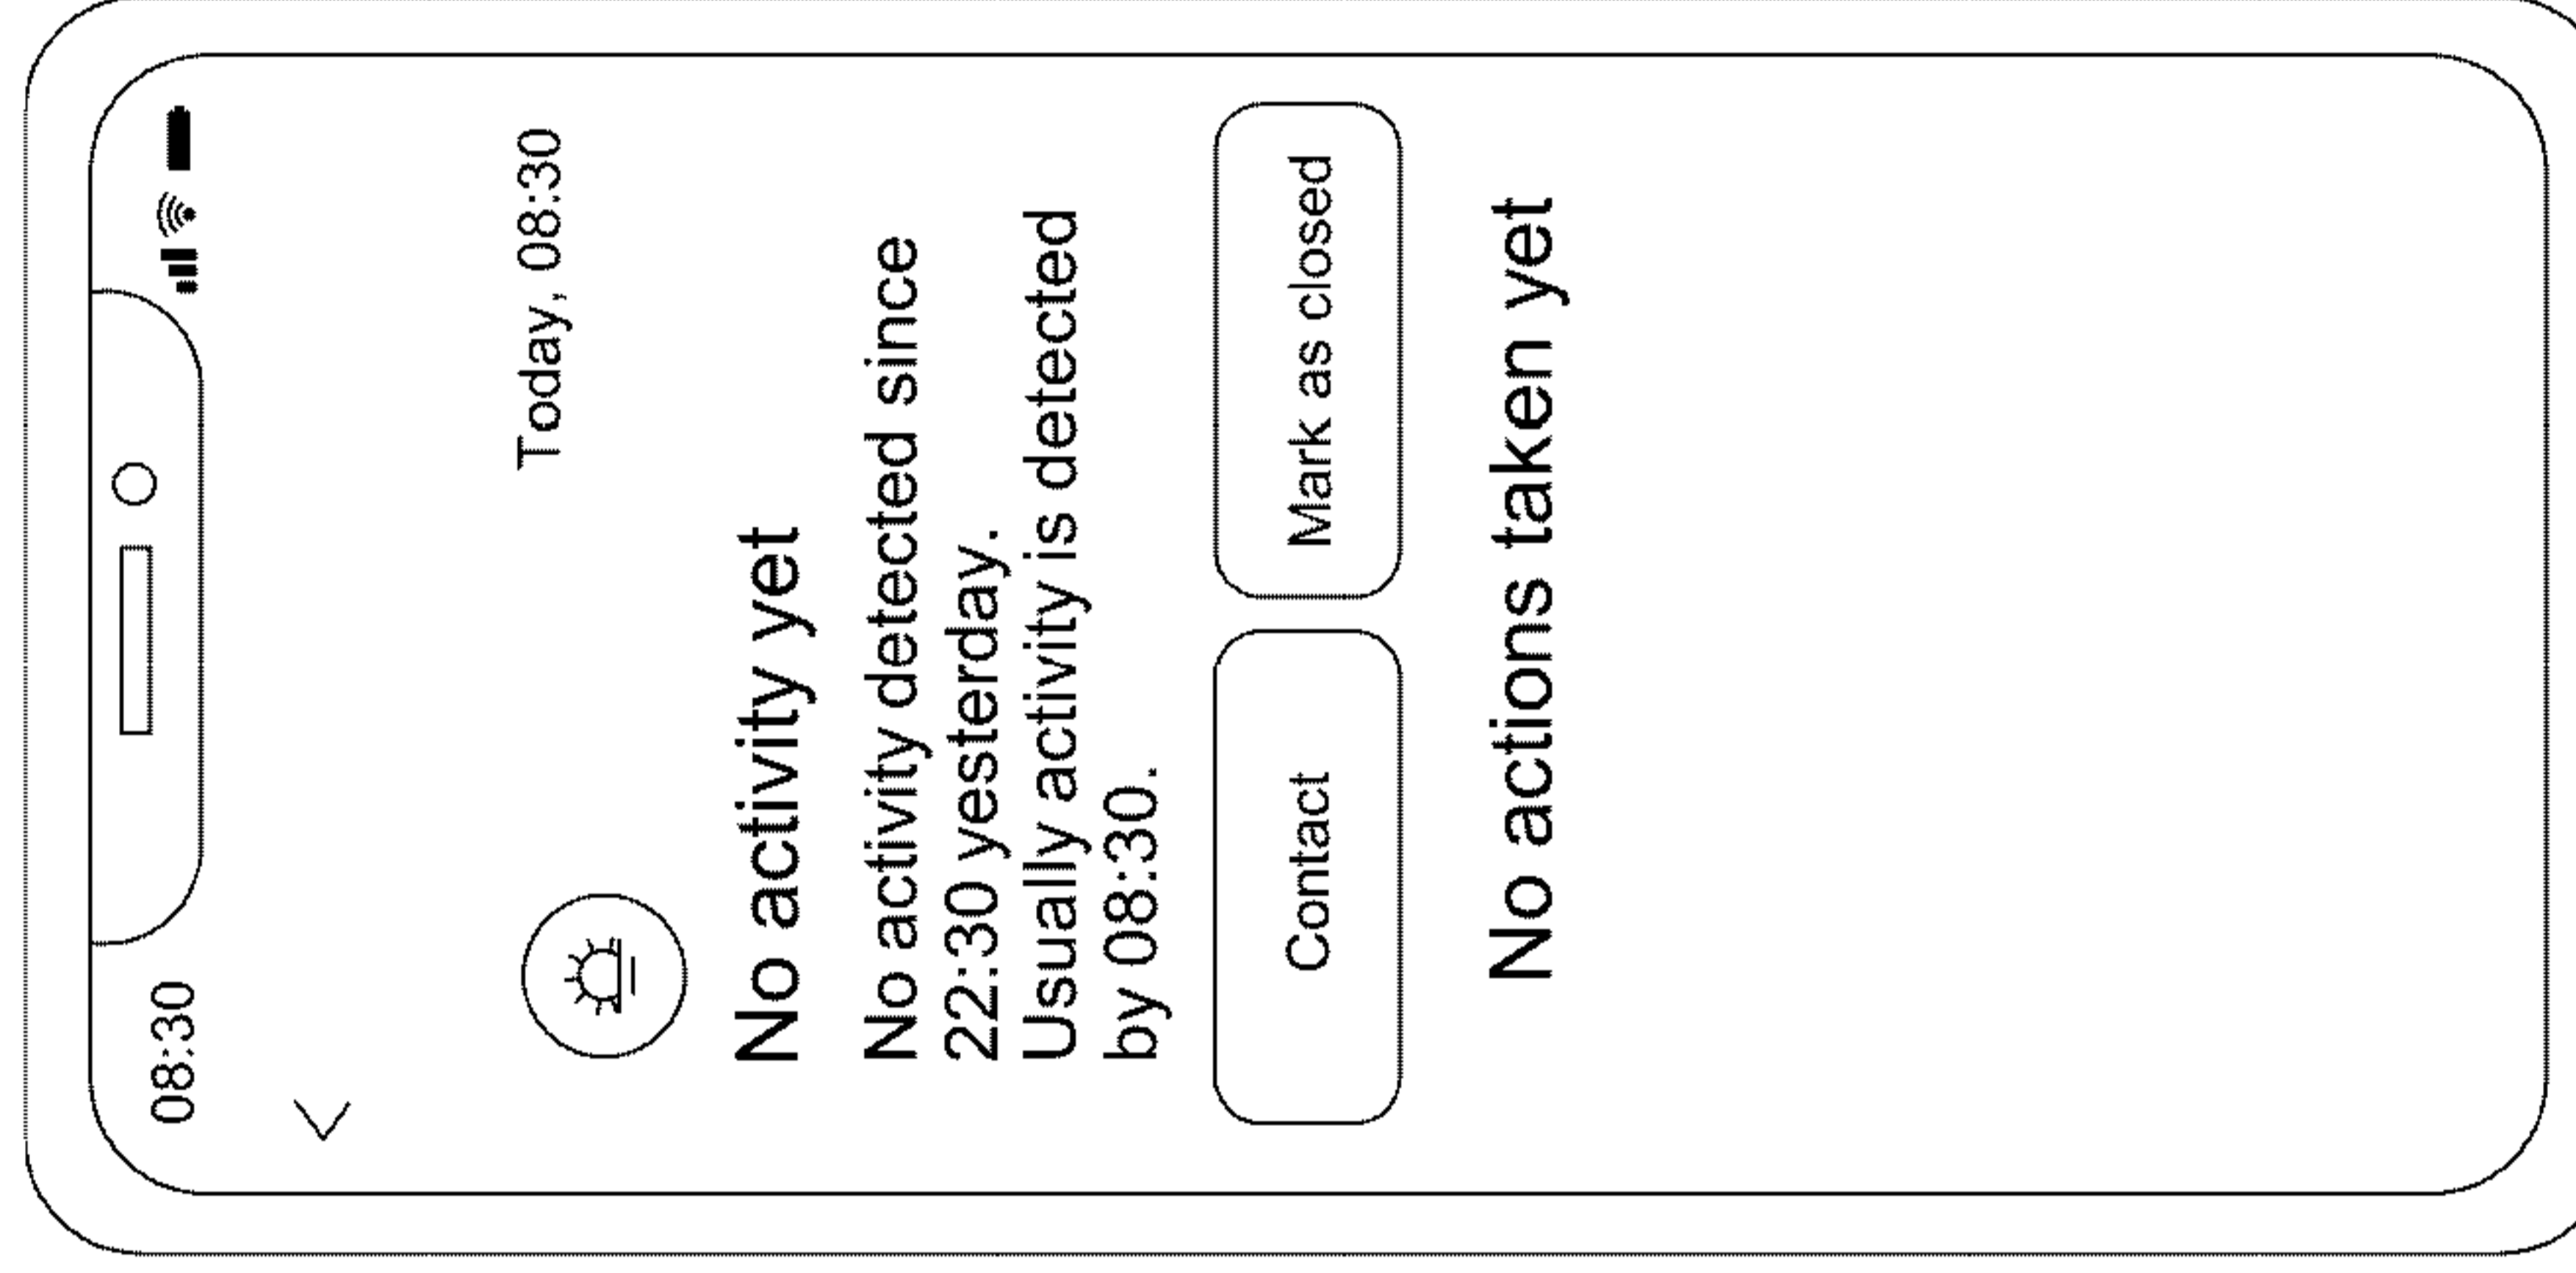 08:30
Today, 08:30
No activity yet
No activity detected since
22:30 yesterday.
Usually activity is detected
by 08:30.
Contact
Mark as closed
No actions taken yet